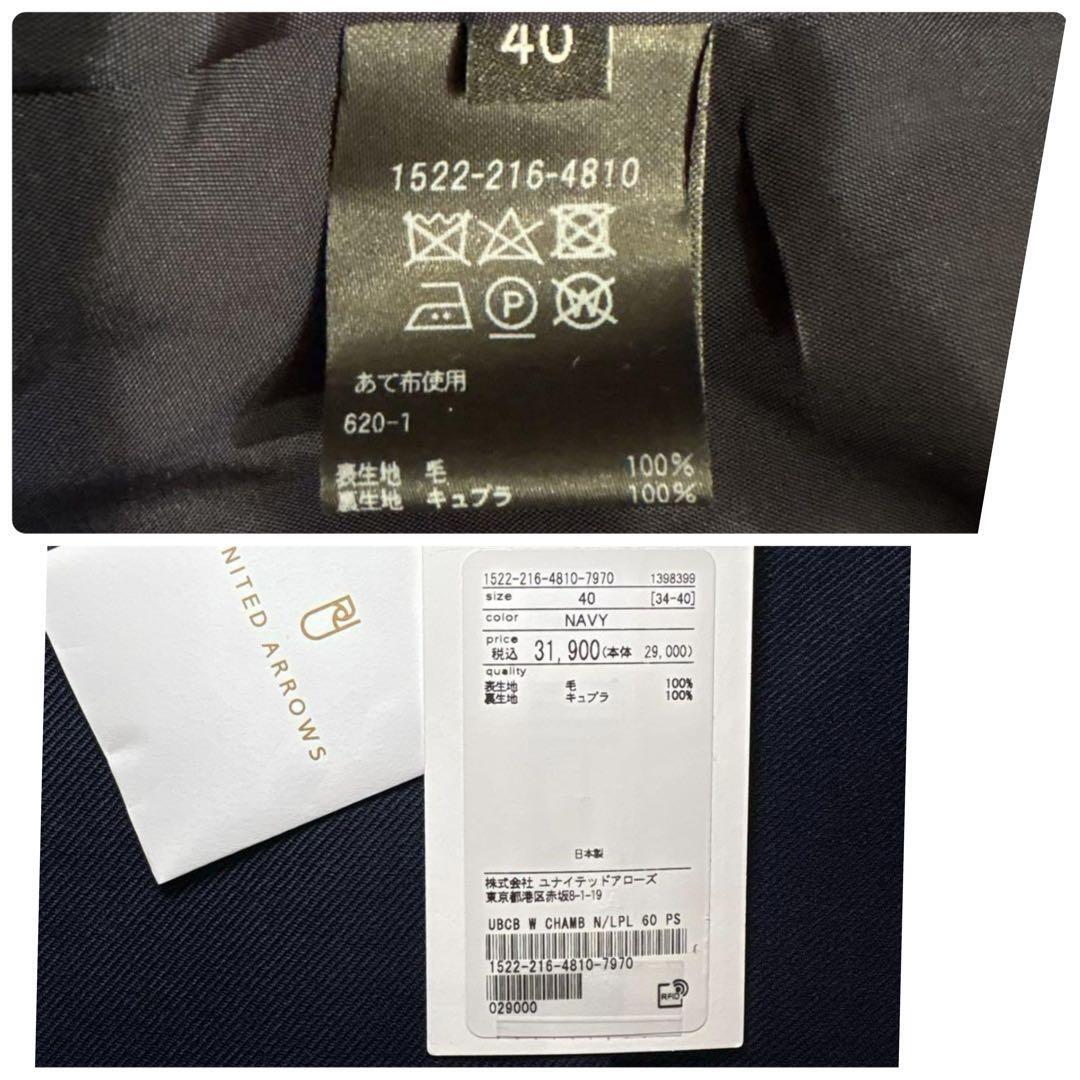 40
1522-216-4810
P
W
あて布使用
620-1
表生地 毛 100%
裏生地 キュプラ 100%
NITED ARROWS
1522-216-4810-7970 1398399
size 40 [34-40]
color NAVY
price
税込 31,900(本体 29,000)
quality
表生地 毛 100%
裏生地 キュプラ 100%
日本製
株式会社 ユナイテッドアローズ
東京都港区赤坂8-1-19
UBCB W CHAMB N/LPL 60 PS
1522-216-4810-7970
029000
RFID